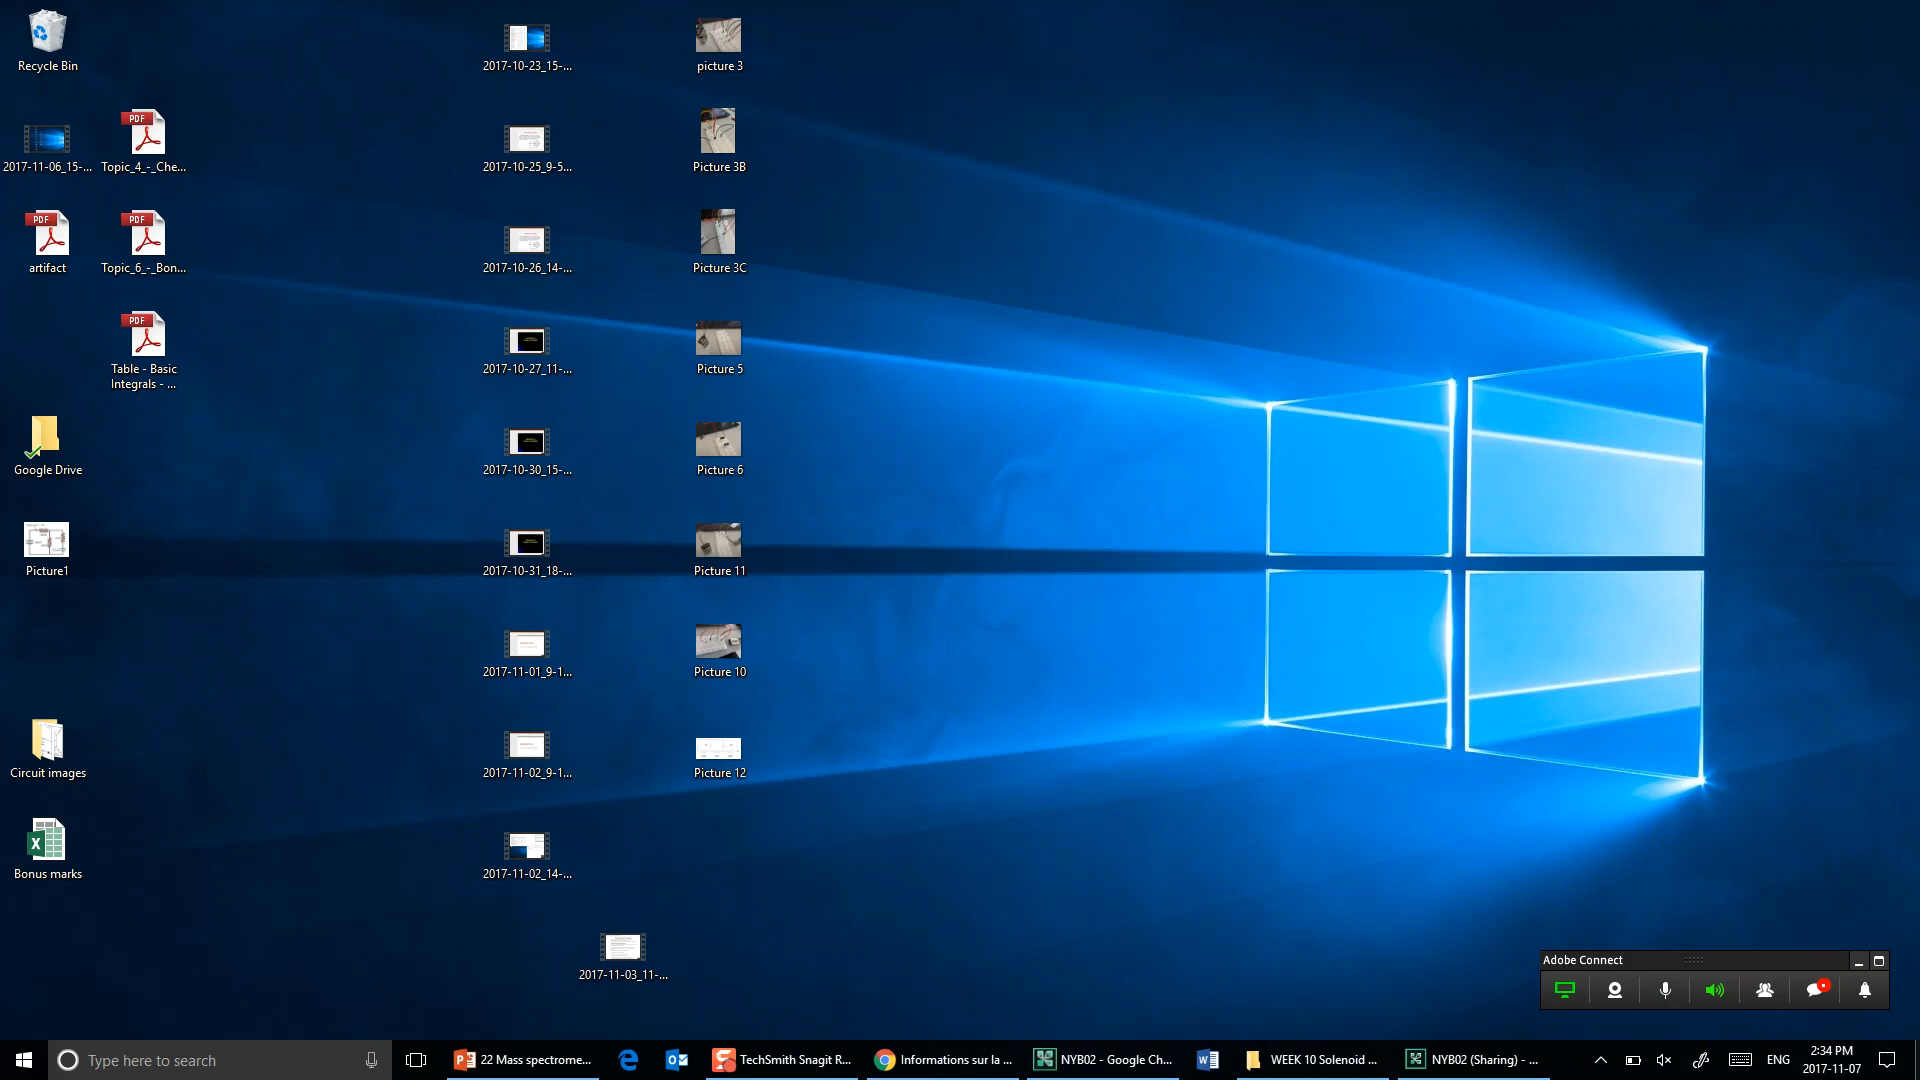 Recycle Bin
2017-11-06_15-...
Topic_4_-_Che...
artifact
Topic_6_-_Bon...
Table - Basic
Integrals - ...
Google Drive
Picture1
Circuit images
Bonus marks
2017-10-23_15-...
2017-10-25_9-5...
2017-10-26_14-...
2017-10-27_11-...
2017-10-30_15-...
2017-10-31_18-...
2017-11-01_9-1...
2017-11-02_9-1...
2017-11-02_14-...
2017-11-03_11-...
picture 3
Picture 3B
Picture 3C
Picture 5
Picture 6
Picture 11
Picture 10
Picture 12
PDF
PDF
PDF
PDF
Adobe Connect
Type here to search
22 Mass spectrome...
TechSmith Snagit R...
Informations sur la ...
NYB02 - Google Ch...
WEEK 10 Solenoid ...
NYB02 (Sharing) - ...
ENG
2:34 PM
2017-11-07